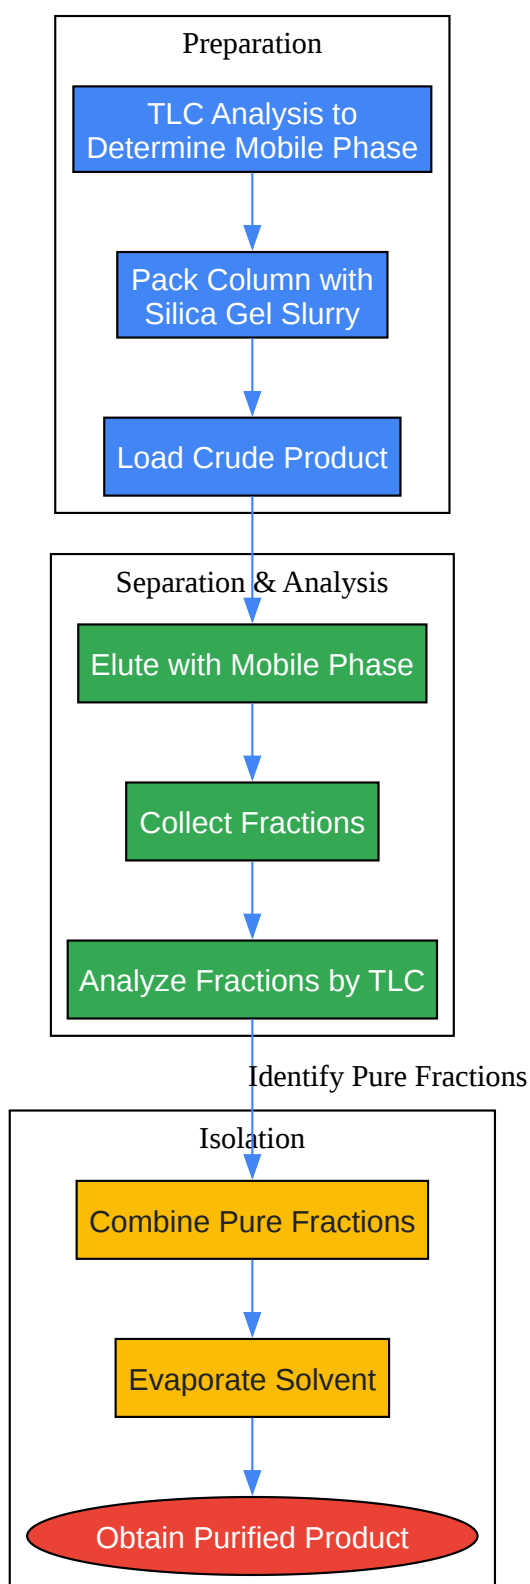 Preparation
TLC Analysis to
Determine Mobile Phase
Pack Column with
Silica Gel Slurry
Load Crude Product
Separation & Analysis
Elute with Mobile Phase
Collect Fractions
Analyze Fractions by TLC
Identify Pure Fractions
Isolation
Combine Pure Fractions
Evaporate Solvent
Obtain Purified Product